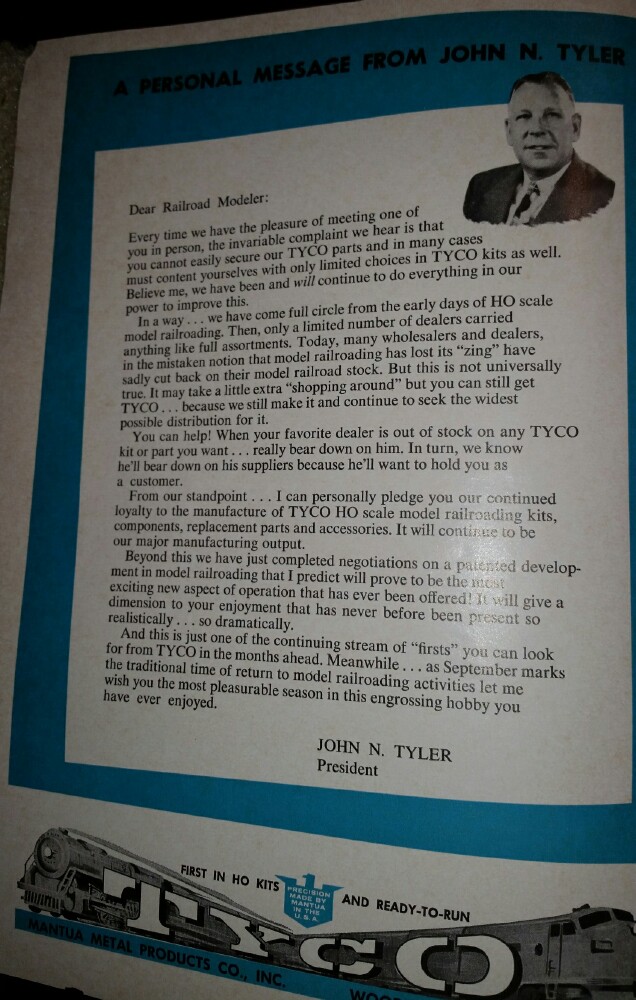 A PERSONAL MESSAGE FROM JOHN N. TYLER
Dear Railroad Modeler:
Every time we have the pleasure of meeting one of
you in person, the invariable complaint we hear is that
you cannot easily secure our TYCO parts and in many cases
must content yourselves with only limited choices in TYCO kits as well.
Believe me, we have been and will continue to do everything in our
power to improve this.
In a way . . . we have come full circle from the early days of HO scale
model railroading. Then, only a limited number of dealers carried
anything like full assortments. Today, many wholesalers and dealers,
in the mistaken notion that model railroading has lost its “zing” have
sadly cut back on their model railroad stock. But this is not universally
true. It may take a little extra “shopping around” but you can still get
TYCO . . . because we still make it and continue to seek the widest
possible distribution for it.
You can help! When your favorite dealer is out of stock on any TYCO
kit or part you want . . . really bear down on him. In turn, we know
he'll bear down on his suppliers because he'll want to hold you as
a customer.
From our standpoint . . . I can personally pledge you our continued
loyalty to the manufacture of TYCO HO scale model railroading kits,
components, replacement parts and accessories. It will continue to be
our major manufacturing output.
Beyond this we have just completed negotiations on a patented develop-
ment in model railroading that I predict will prove to be the most
exciting new aspect of operation that has ever been offered! It will give a
dimension to your enjoyment that has never before been present so
realistically . . . so dramatically.
And this is just one of the continuing stream of “firsts” you can look
for from TYCO in the months ahead. Meanwhile . . . as September marks
the traditional time of return to model railroading activities let me
wish you the most pleasurable season in this engrossing hobby you
have ever enjoyed.
JOHN N. TYLER
President
FIRST IN HO KITS
PRECISION
MADE BY
MANTUA
IN THE
U.S.A.
AND READY-TO-RUN
TYCO
MANTUA METAL PRODUCTS CO., INC.